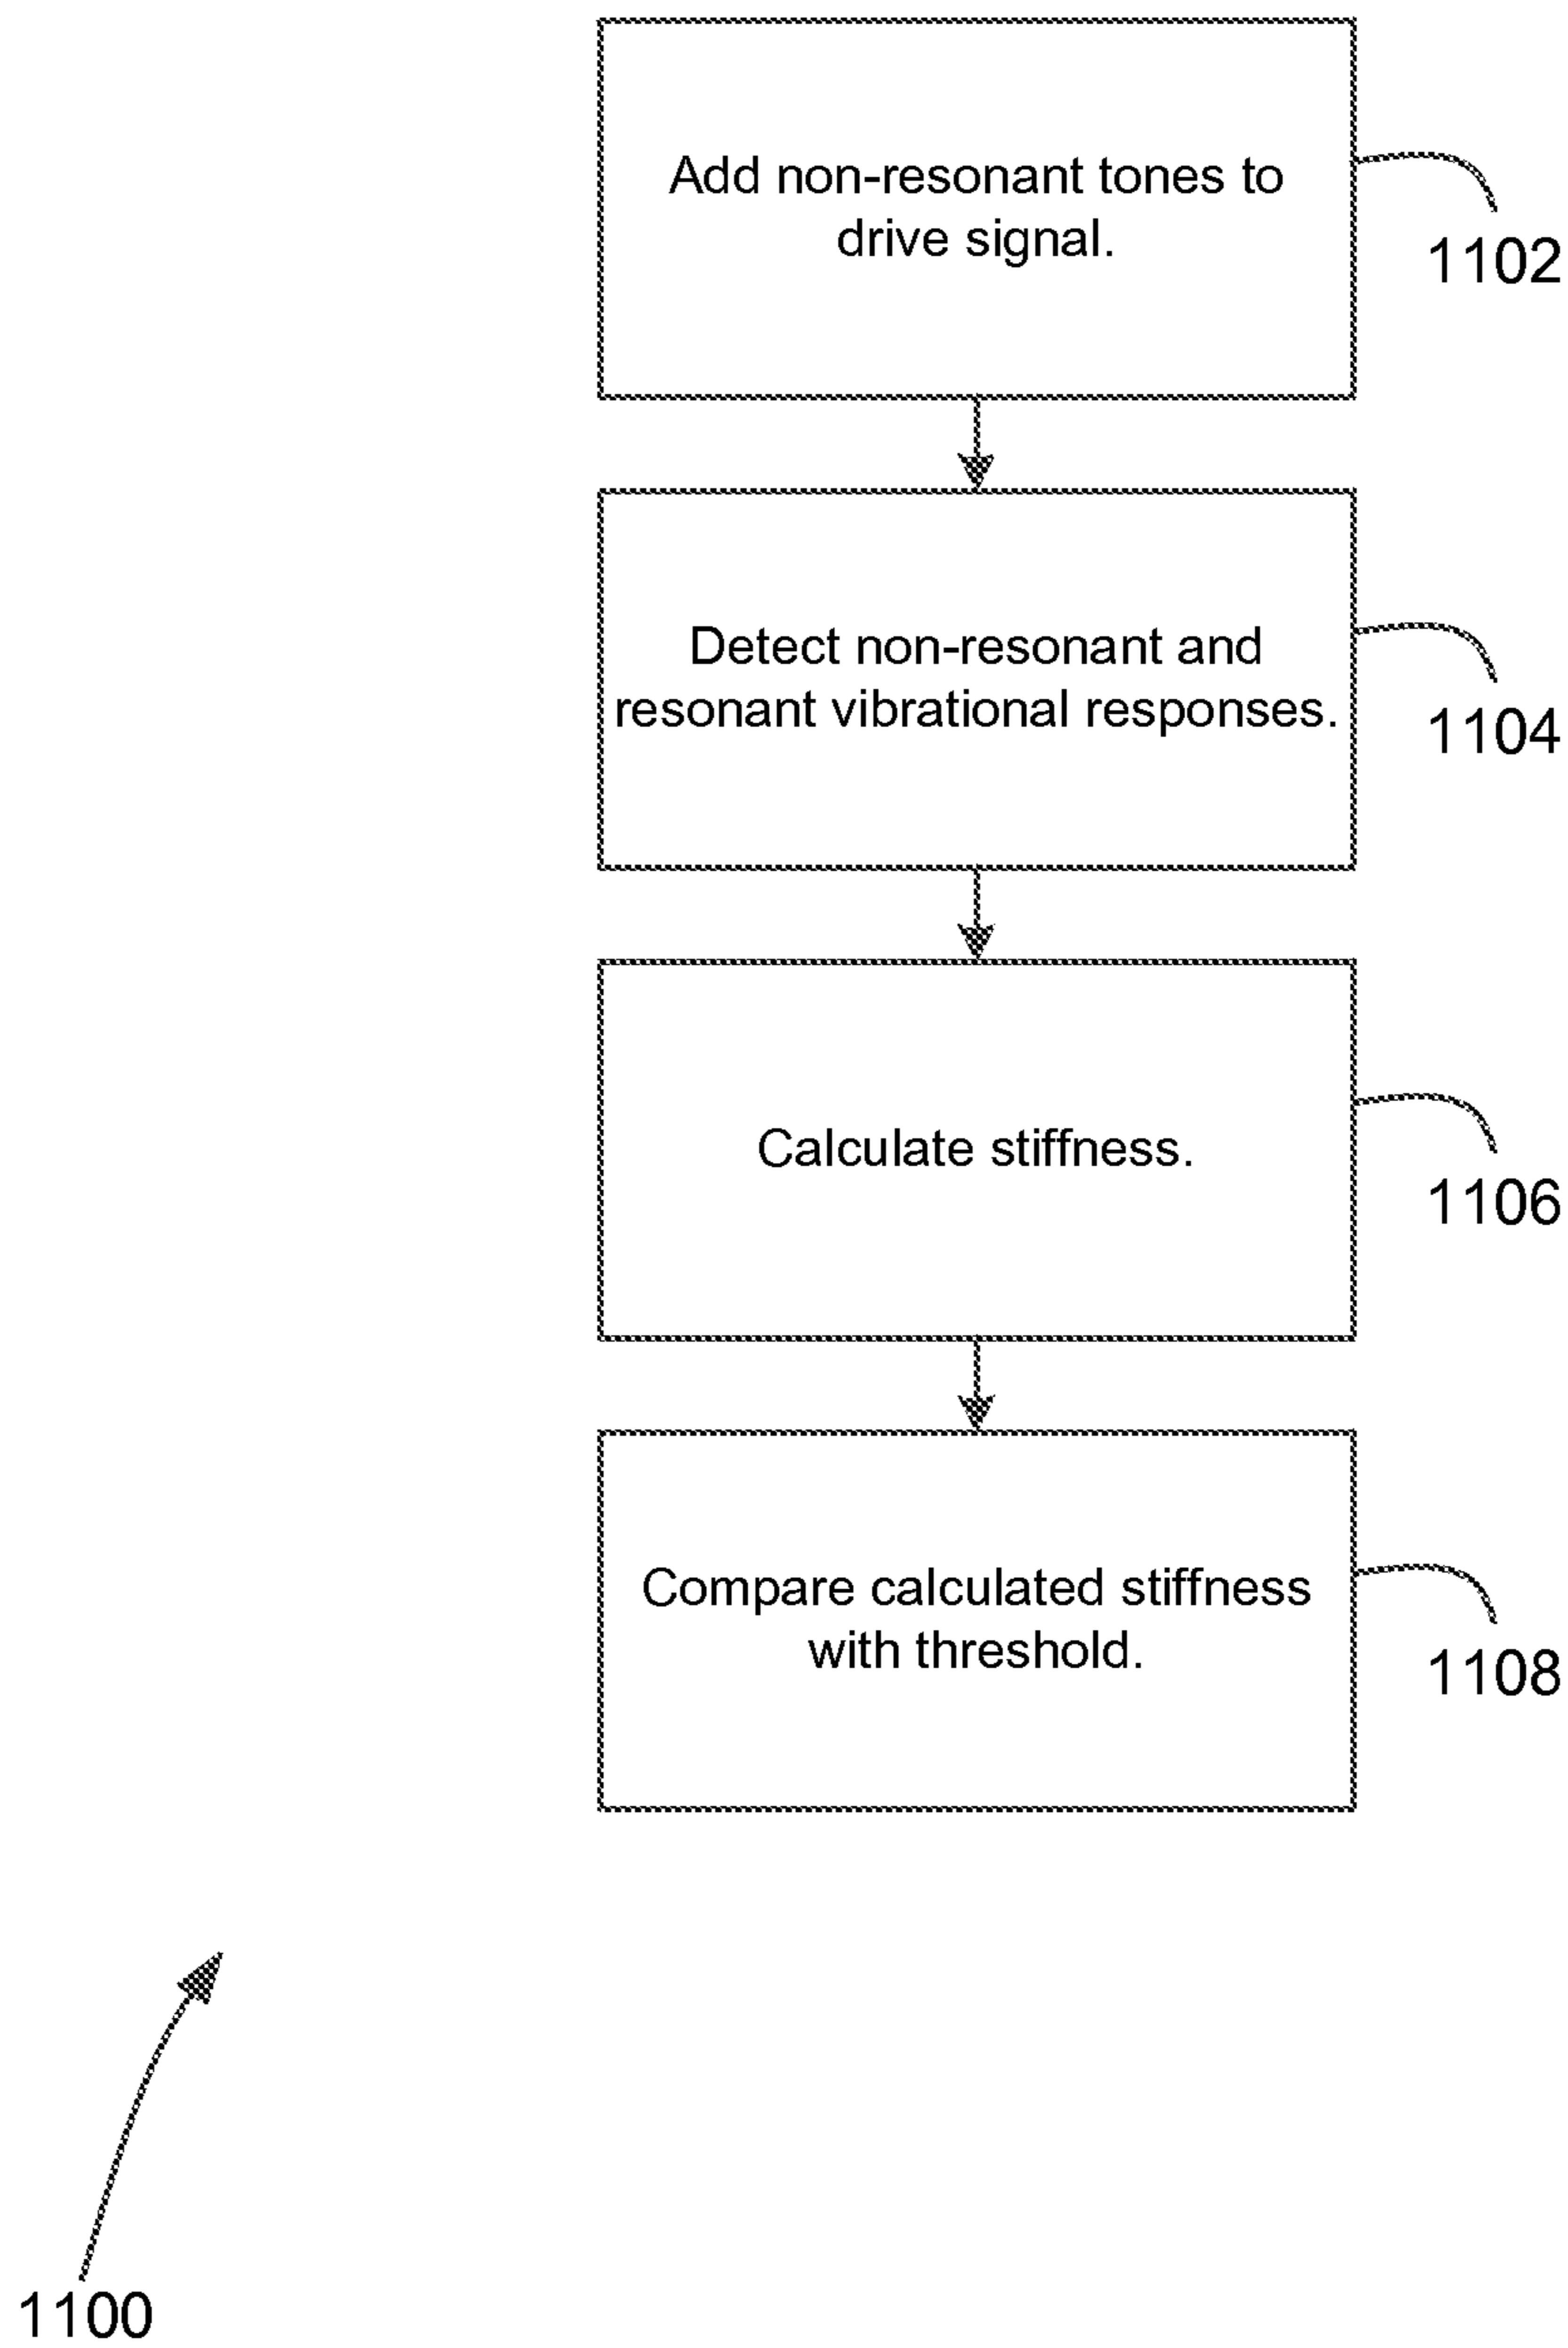 Add non-resonant tones to
drive signal.
1102
Detect non-resonant and
resonant vibrational responses.
1104
Calculate stiffness.
1106
Compare calculated stiffness
with threshold.
1108
1100